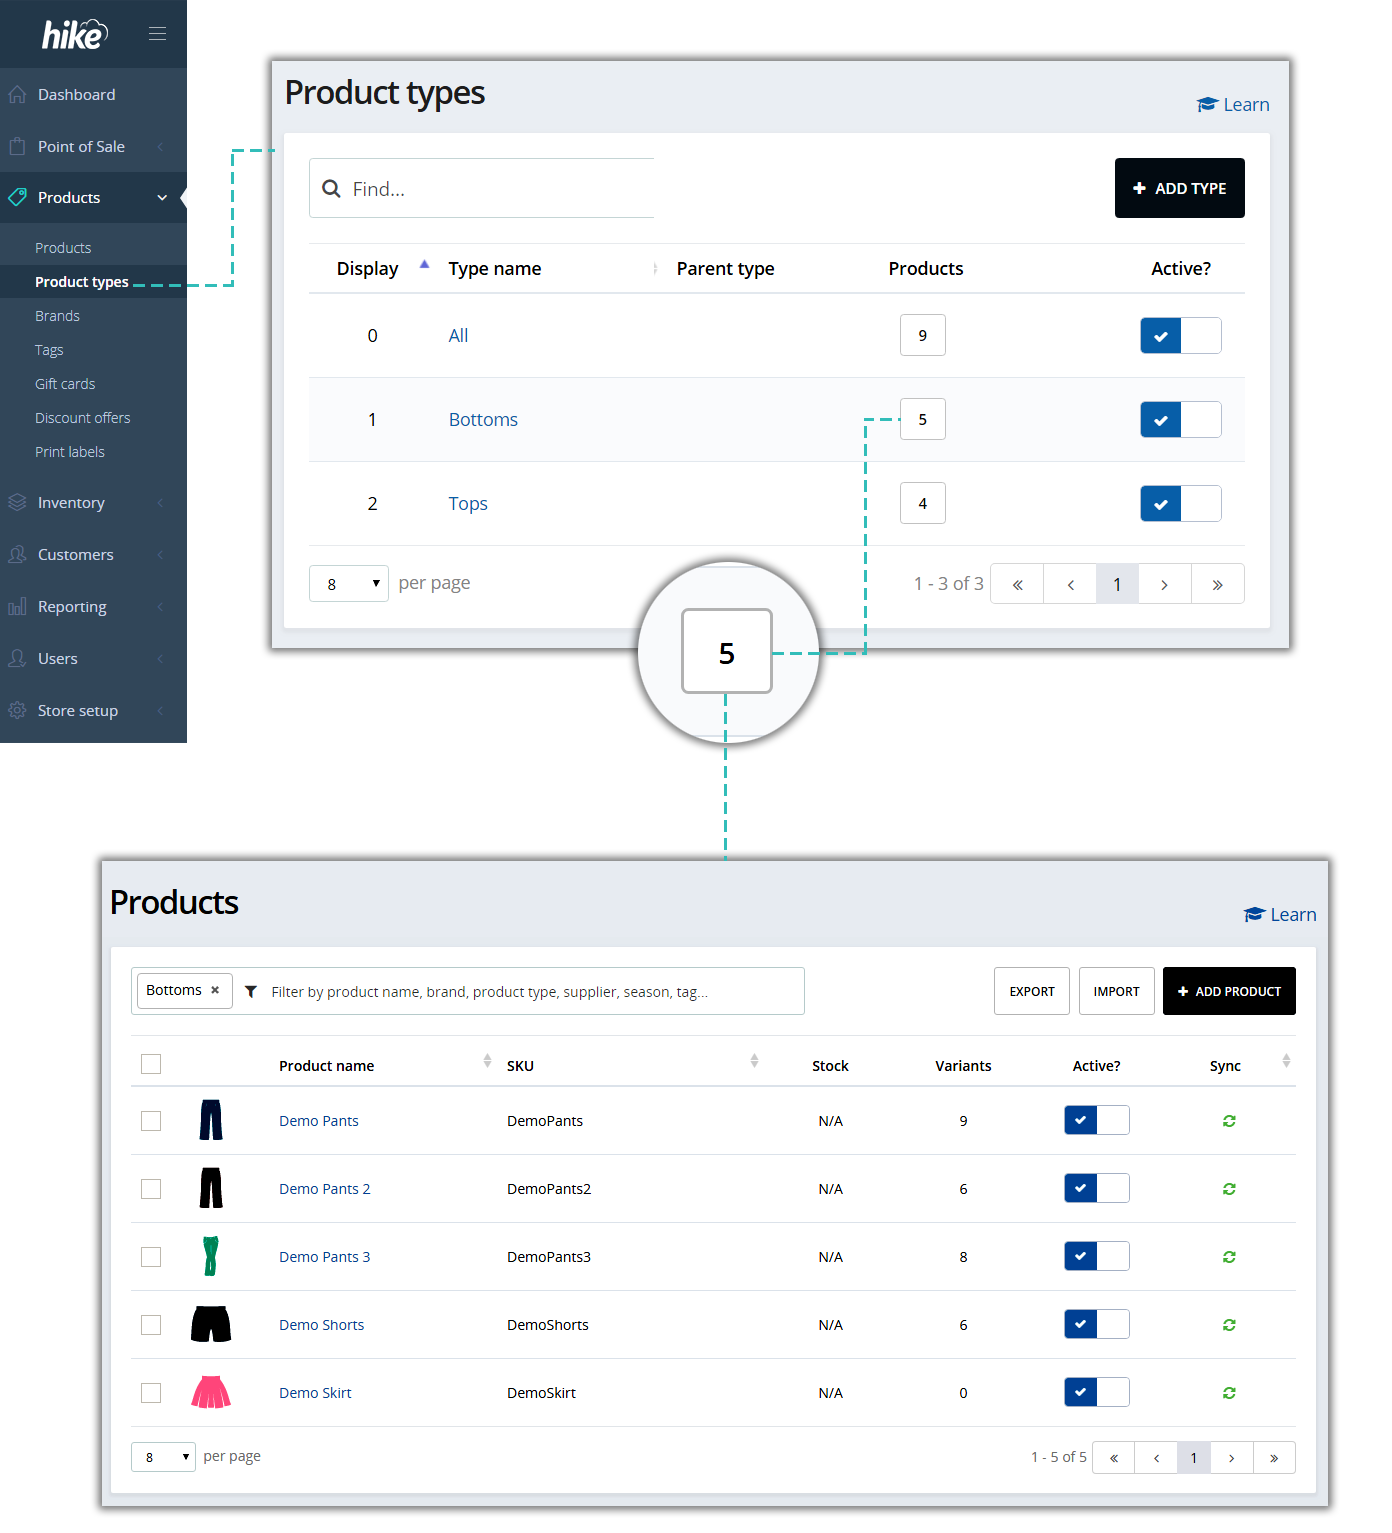 hike
Dashboard
Point of Sale
Products
Products
Product types
Brands
Tags
Gift cards
Discount offers
Print labels
Inventory
Customers
Reporting
Users
Store setup
Product types
Learn
Find...
ADD TYPE
Display Type name Parent type Products Active?
0 All 9
1 Bottoms 5
2 Tops 4
8 per page 1 - 3 of 3 « ‹ 1 › »
5
Products
Learn
Bottoms × Filter by product name, brand, product type, supplier, season, tag... EXPORT IMPORT + ADD PRODUCT
Product name SKU Stock Variants Active? Sync
Demo Pants DemoPants N/A 9
Demo Pants 2 DemoPants2 N/A 6
Demo Pants 3 DemoPants3 N/A 8
Demo Shorts DemoShorts N/A 6
Demo Skirt DemoSkirt N/A 0
8 per page 1 - 5 of 5 « ‹ 1 › »